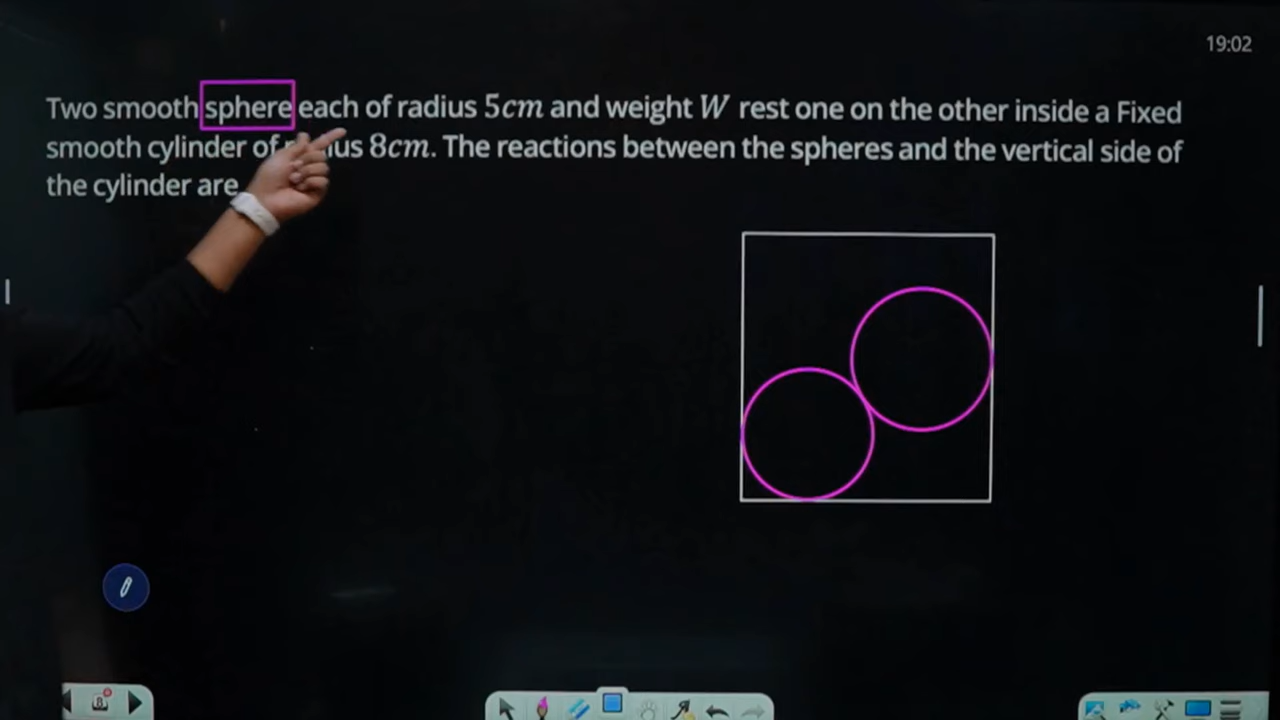 19:02
Two smooth sphere each of radius 5cm and weight W rest one on the other inside a Fixed
smooth cylinder of 8cm. The reactions between the spheres and the vertical side of
the cylinder are
8